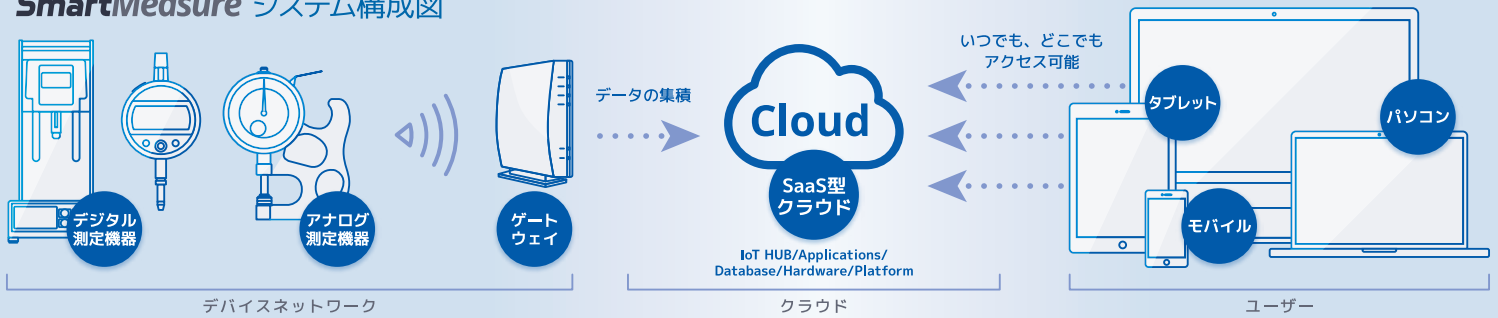 SmartMeasure システム構成図
デジタル
測定機器
アナログ
測定機器
ゲート
ウェイ
デバイスネットワーク
データの集積
Cloud
SaaS型
クラウド
IoT HUB/Applications/
Database/Hardware/Platform
クラウド
いつでも、どこでも
アクセス可能
タブレット
パソコン
モバイル
ユーザー